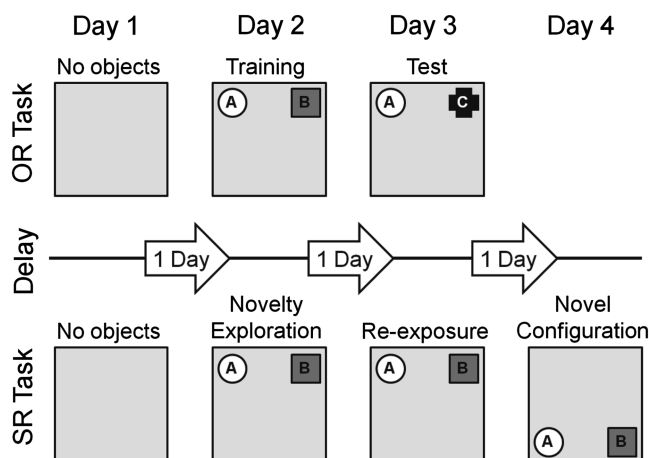 Day 1 Day 2 Day 3 Day 4
No objects Training Test
OR Task
A B A C
Delay
1 Day 1 Day 1 Day
Novelty Novel
No objects Exploration Re-exposure Configuration
SR Task
A B A B
A B